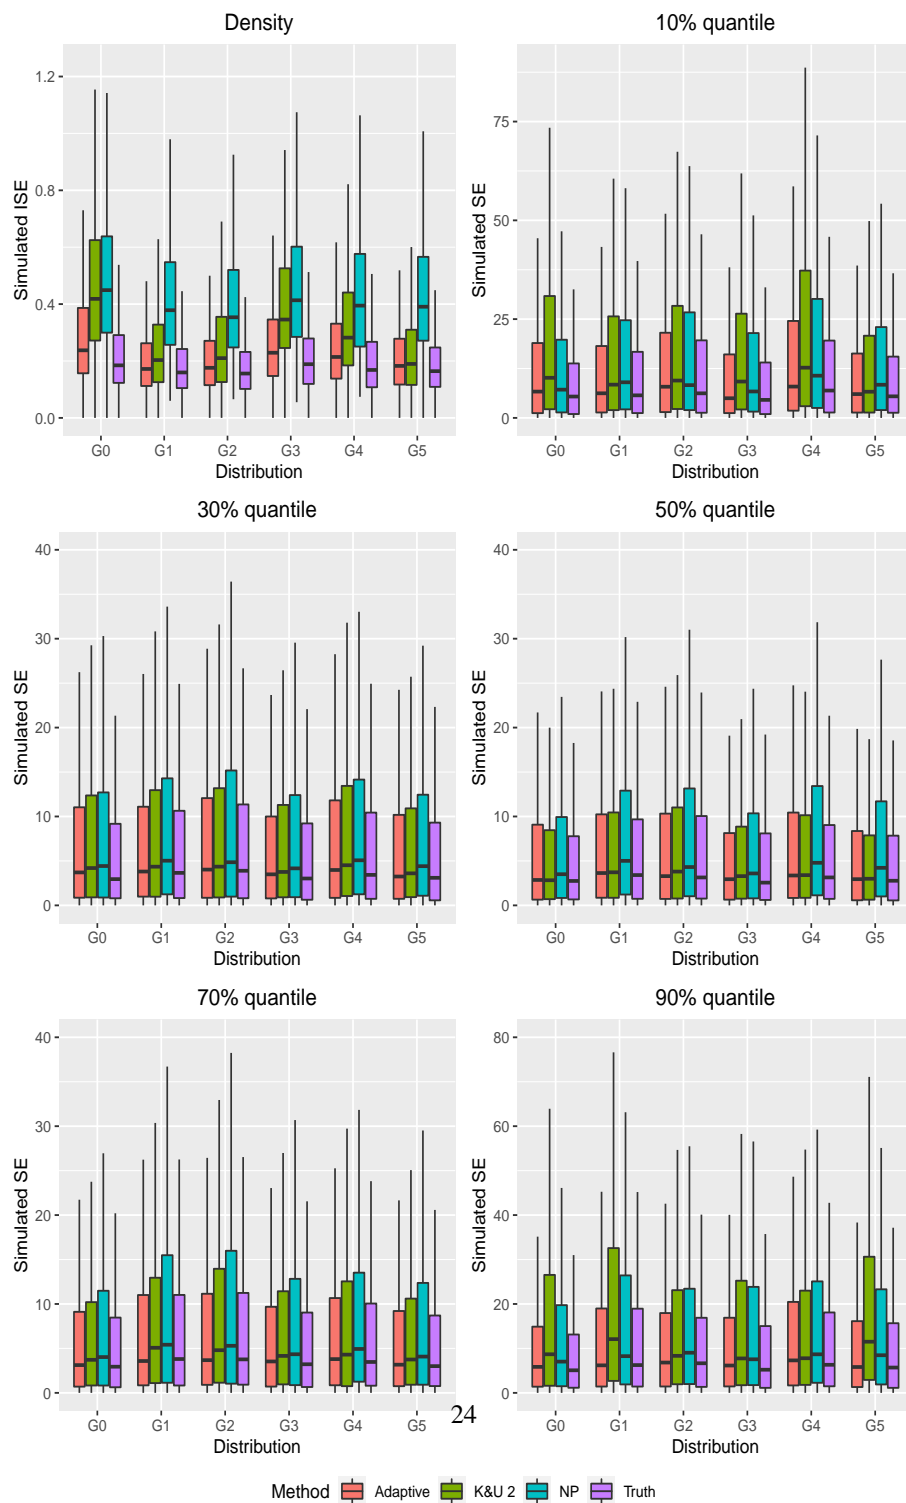 Density
10% quantile
1.2
0.8
0.4
0.0
Simulated ISE
G0 G1 G2 G3 G4 G5
Distribution
75
50
25
0
Simulated SE
G0 G1 G2 G3 G4 G5
Distribution
30% quantile
50% quantile
40
30
20
10
0
Simulated SE
G0 G1 G2 G3 G4 G5
Distribution
40
30
20
10
0
Simulated SE
G0 G1 G2 G3 G4 G5
Distribution
70% quantile
90% quantile
40
30
20
10
0
Simulated SE
G0 G1 G2 G3 G4 G5
Distribution
80
60
40
20
0
Simulated SE
G0 G1 G2 G3 G4 G5
Distribution
24
Method Adaptive K&U 2 NP Truth